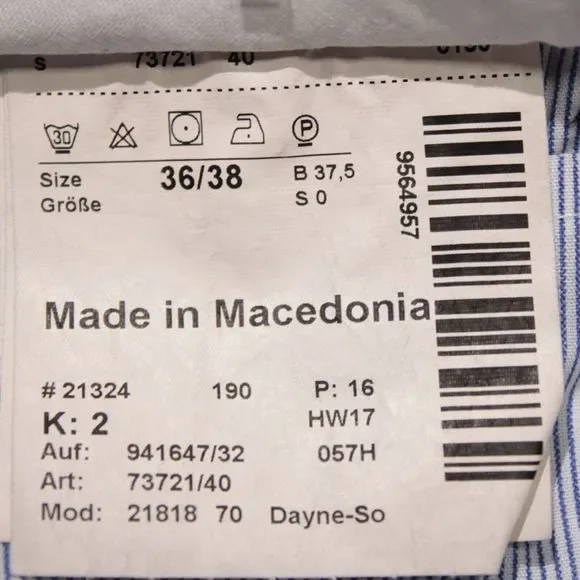 s 73721 40
30 P
Size 36/38 B 37,5
Größe S 0
9564957
Made in Macedonia
# 21324 190 P: 16
K: 2 HW17
Auf: 941647/32 057H
Art: 73721/40
Mod: 21818 70 Dayne-So